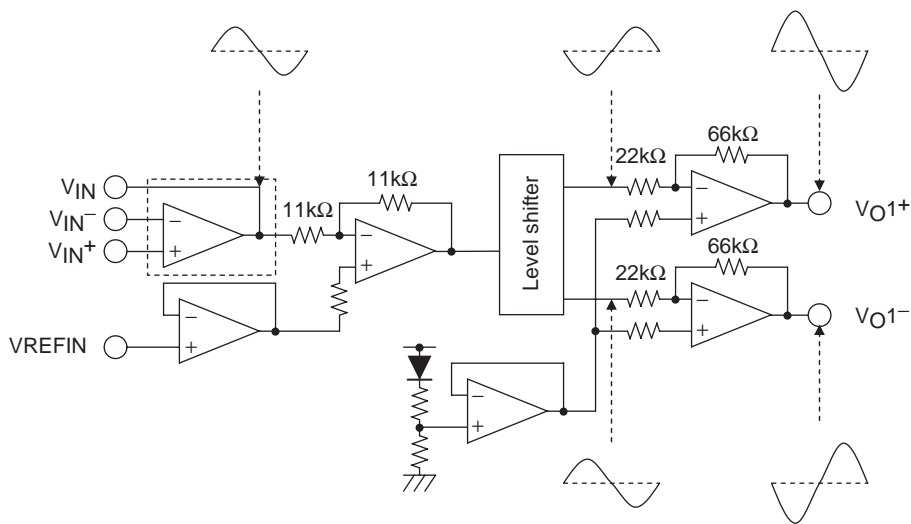 66kΩ
22kΩ
11kΩ
VIN
11kΩ
VIN−
VO1+
VIN+
Level shifter
66kΩ
22kΩ
VO1−
VREFIN
− +
− +
− +
− +
− +
− +